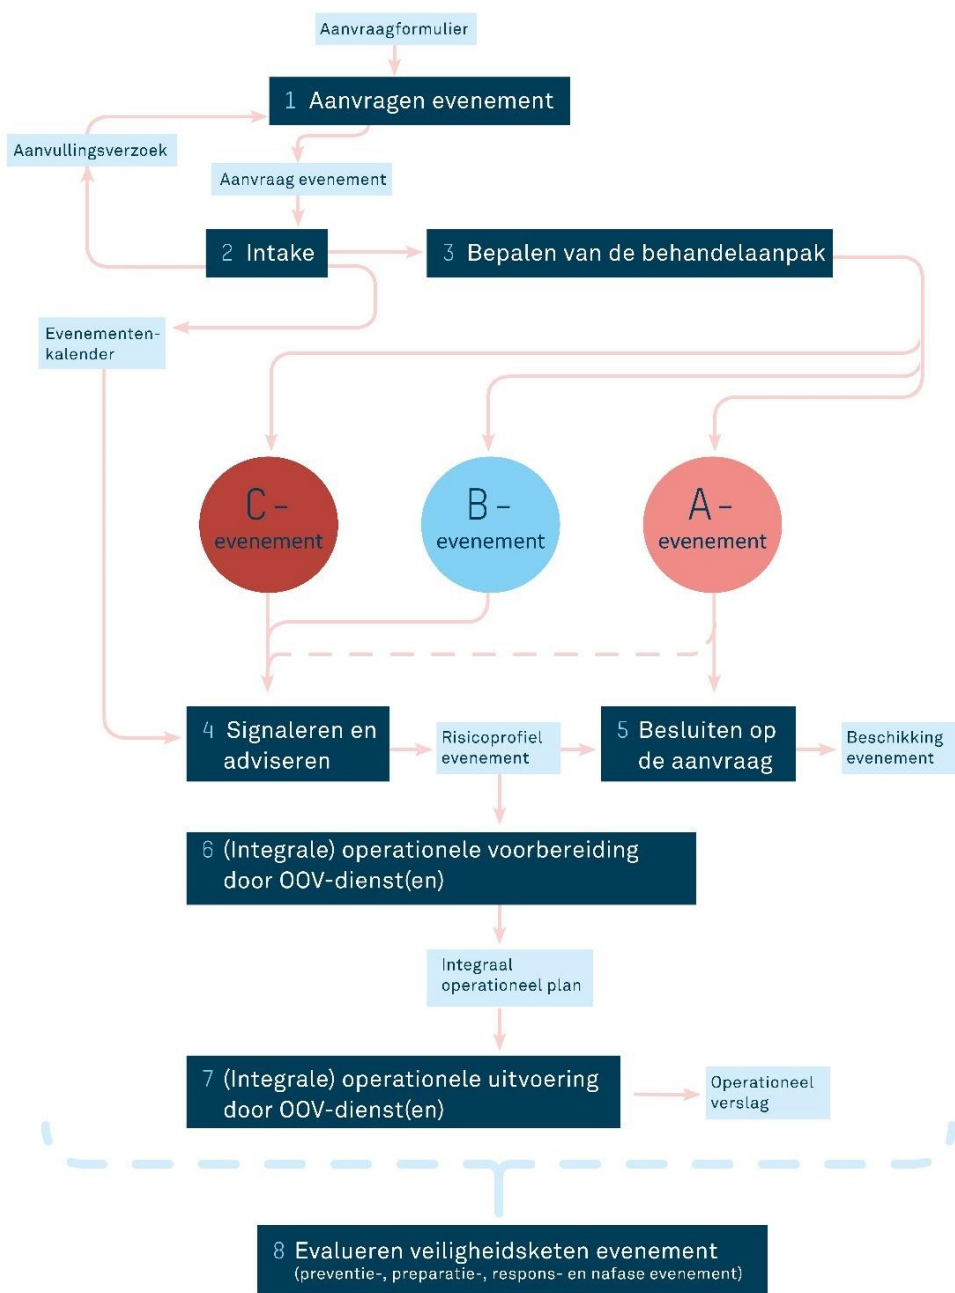 Aanvraagformulier
1 Aanvragen evenement
Aanvullingsverzoek
Aanvraag evenement
2 Intake
3 Bepalen van de behandelaanpak
Evenementen-
kalender
C-
evenement
B-
evenement
A-
evenement
4 Signaleren en
adviseren
Risicoprofiel
evenement
5 Besluiten op
de aanvraag
Beschikking
evenement
6 (Integrale) operationele voorbereiding
door OOV-dienst(en)
Integraal
operationeel plan
7 (Integrale) operationele uitvoering
door OOV-dienst(en)
Operationeel
verslag
8 Evalueren veiligheidsketen evenement
(preventie-, preparatie-, respons- en nafase evenement)